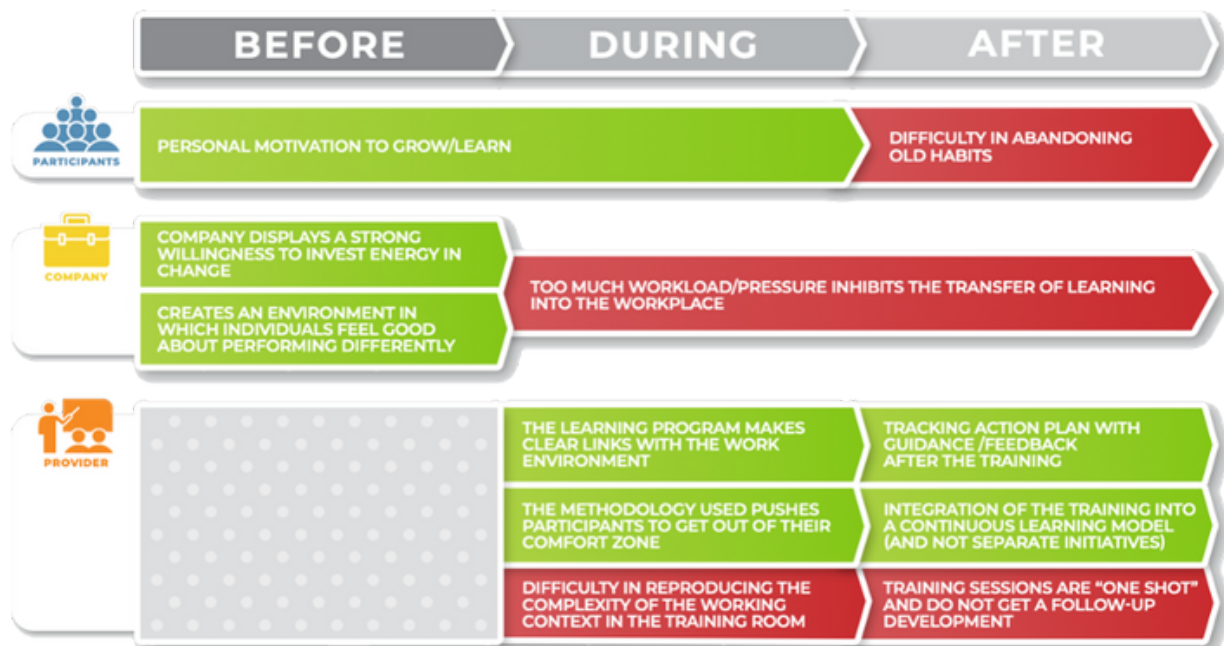 BEFORE
DURING
AFTER
PARTICIPANTS
PERSONAL MOTIVATION TO GROW/LEARN
DIFFICULTY IN ABANDONING
OLD HABITS
COMPANY
COMPANY DISPLAYS A STRONG
WILLINGNESS TO INVEST ENERGY IN
CHANGE
CREATES AN ENVIRONMENT IN
WHICH INDIVIDUALS FEEL GOOD
ABOUT PERFORMING DIFFERENTLY
TOO MUCH WORKLOAD/PRESSURE INHIBITS THE TRANSFER OF LEARNING
INTO THE WORKPLACE
PROVIDER
THE LEARNING PROGRAM MAKES
CLEAR LINKS WITH THE WORK
ENVIRONMENT
TRACKING ACTION PLAN WITH
GUIDANCE /FEEDBACK
AFTER THE TRAINING
THE METHODOLOGY USED PUSHES
PARTICIPANTS TO GET OUT OF THEIR
COMFORT ZONE
INTEGRATION OF THE TRAINING INTO
A CONTINUOUS LEARNING MODEL
(AND NOT SEPARATE INITIATIVES)
DIFFICULTY IN REPRODUCING THE
COMPLEXITY OF THE WORKING
CONTEXT IN THE TRAINING ROOM
TRAINING SESSIONS ARE “ONE SHOT”
AND DO NOT GET A FOLLOW-UP
DEVELOPMENT